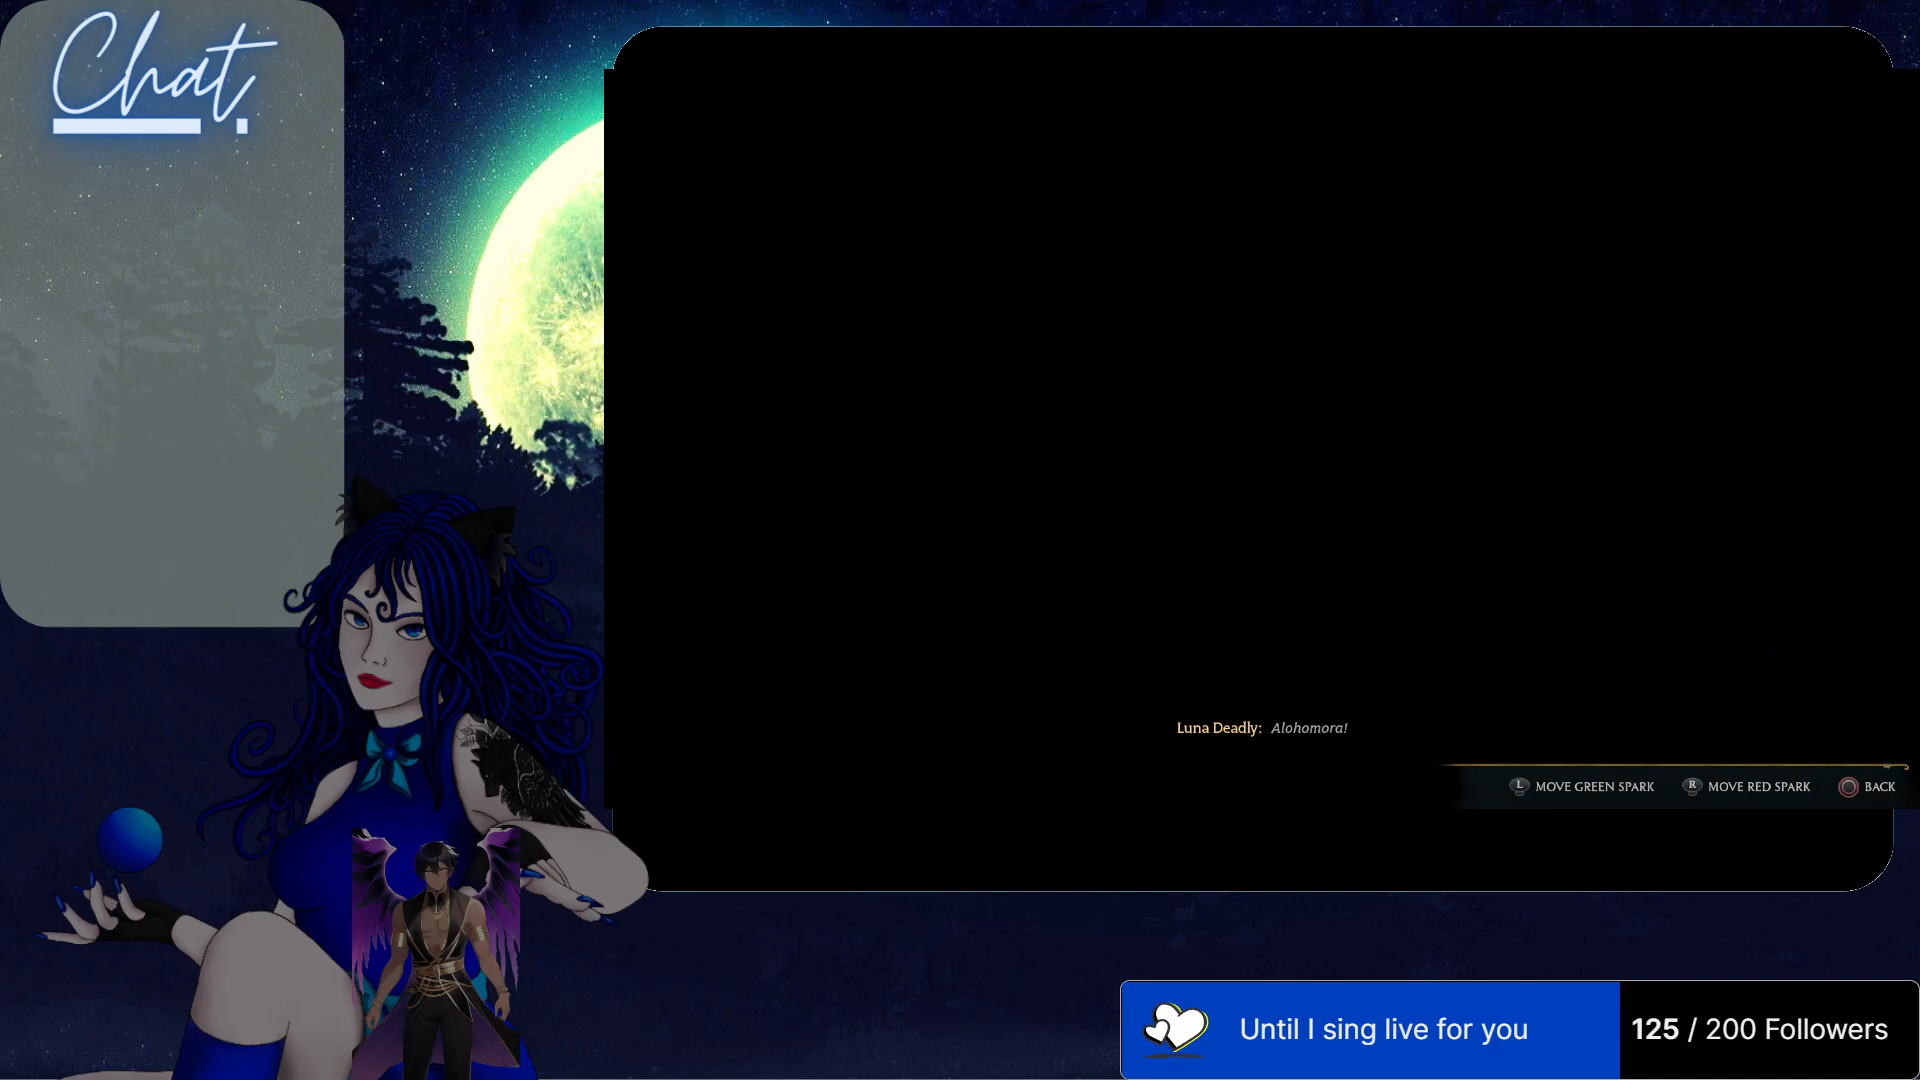 Chat
Luna Deadly: Alohomora!
L MOVE GREEN SPARK R MOVE RED SPARK BACK
Until I sing live for you 125 / 200 Followers